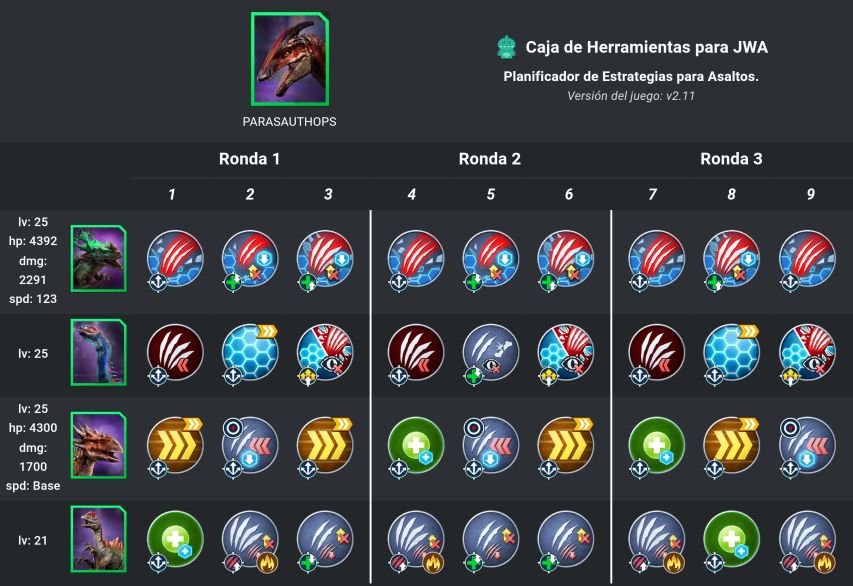 Caja de Herramientas para JWA
Planificador de Estrategias para Asaltos.
Versión del juego: v2.11
PARASAUTHOPS
Ronda 1
Ronda 2
Ronda 3
1
2
3
4
5
6
7
8
9
lv: 25
hp: 4392
dmg:
2291
spd: 123
lv: 25
lv: 25
hp: 4300
dmg:
1700
spd: Base
lv: 21